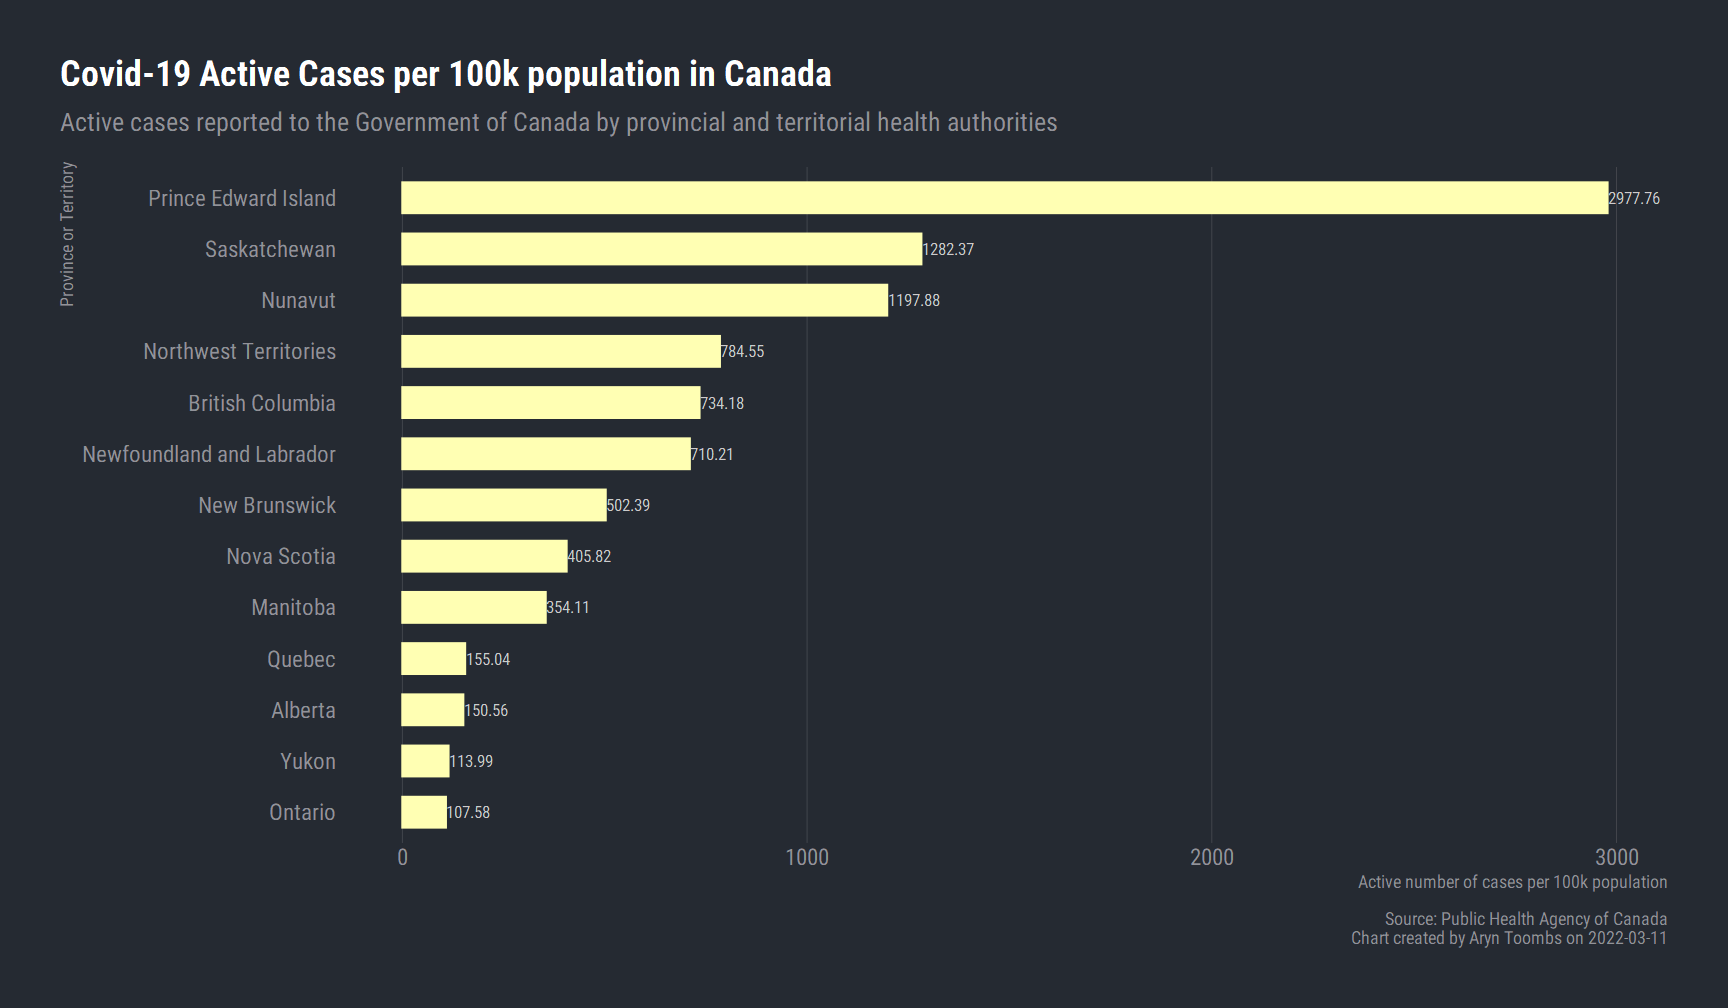 Covid-19 Active Cases per 100k population in Canada
Active cases reported to the Government of Canada by provincial and territorial health authorities
Province or Territory
Prince Edward Island 2977.76
Saskatchewan 1282.37
Nunavut 1197.88
Northwest Territories 784.55
British Columbia 734.18
Newfoundland and Labrador 710.21
New Brunswick 502.39
Nova Scotia 405.82
Manitoba 354.11
Quebec 155.04
Alberta 150.56
Yukon 113.99
Ontario 107.58
0 1000 2000 3000
Active number of cases per 100k population
Source: Public Health Agency of Canada
Chart created by Aryn Toombs on 2022-03-11